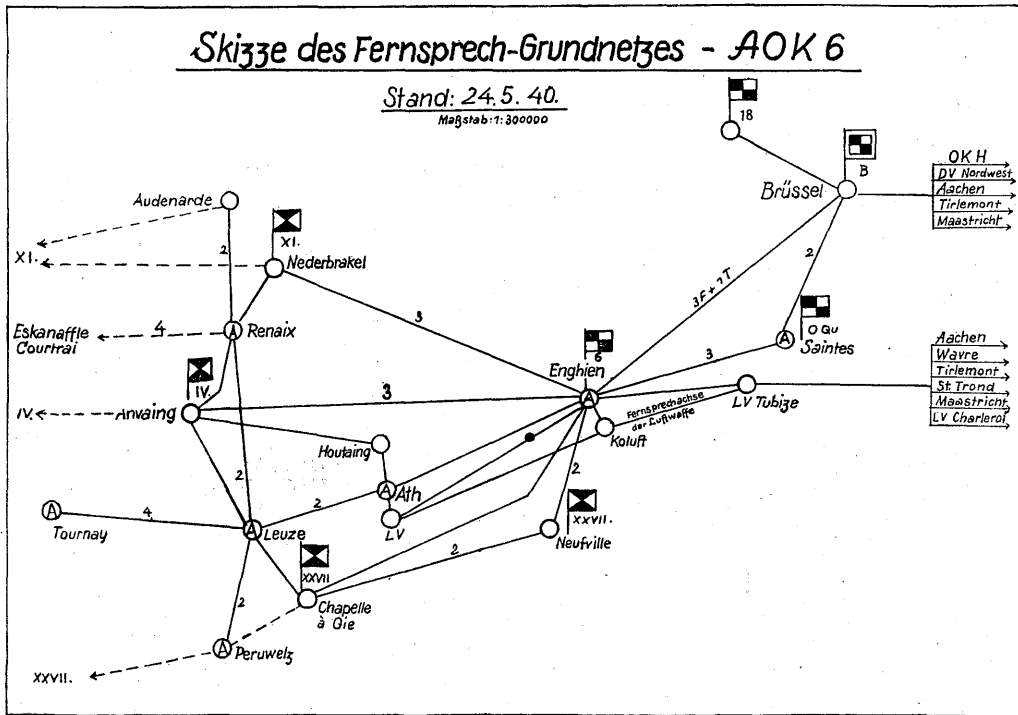 Skizze des Fernsprech-Grundnetzes - AOK 6
Stand: 24.5.40.
Maßstab: 1:300000
18
B
Brüssel
OKH
DV Nordwest
Aachen
Tirlemont
Maastricht
Audenarde
XI.
2
XI.
Nederbrakel
2
3F+1T
3
Eskanaffle
Courtrai
4
A
Renaix
O Qu
A
Saintes
6
Enghien
3
Aachen
Wavre
Tirlemont
St. Trond
Maastricht
LV Charleroi
IV.
IV.
Anvaing
3
A
LV Tubize
Fernsprechachse
der Luftwaffe
Koluft
Houtaing
2
2
A
Ath
2
LV
XXVII.
Neufville
A
Tournay
4
A
Leuze
XXVII
2
Chapelle
à Oie
2
A
Peruwelz
XXVII.